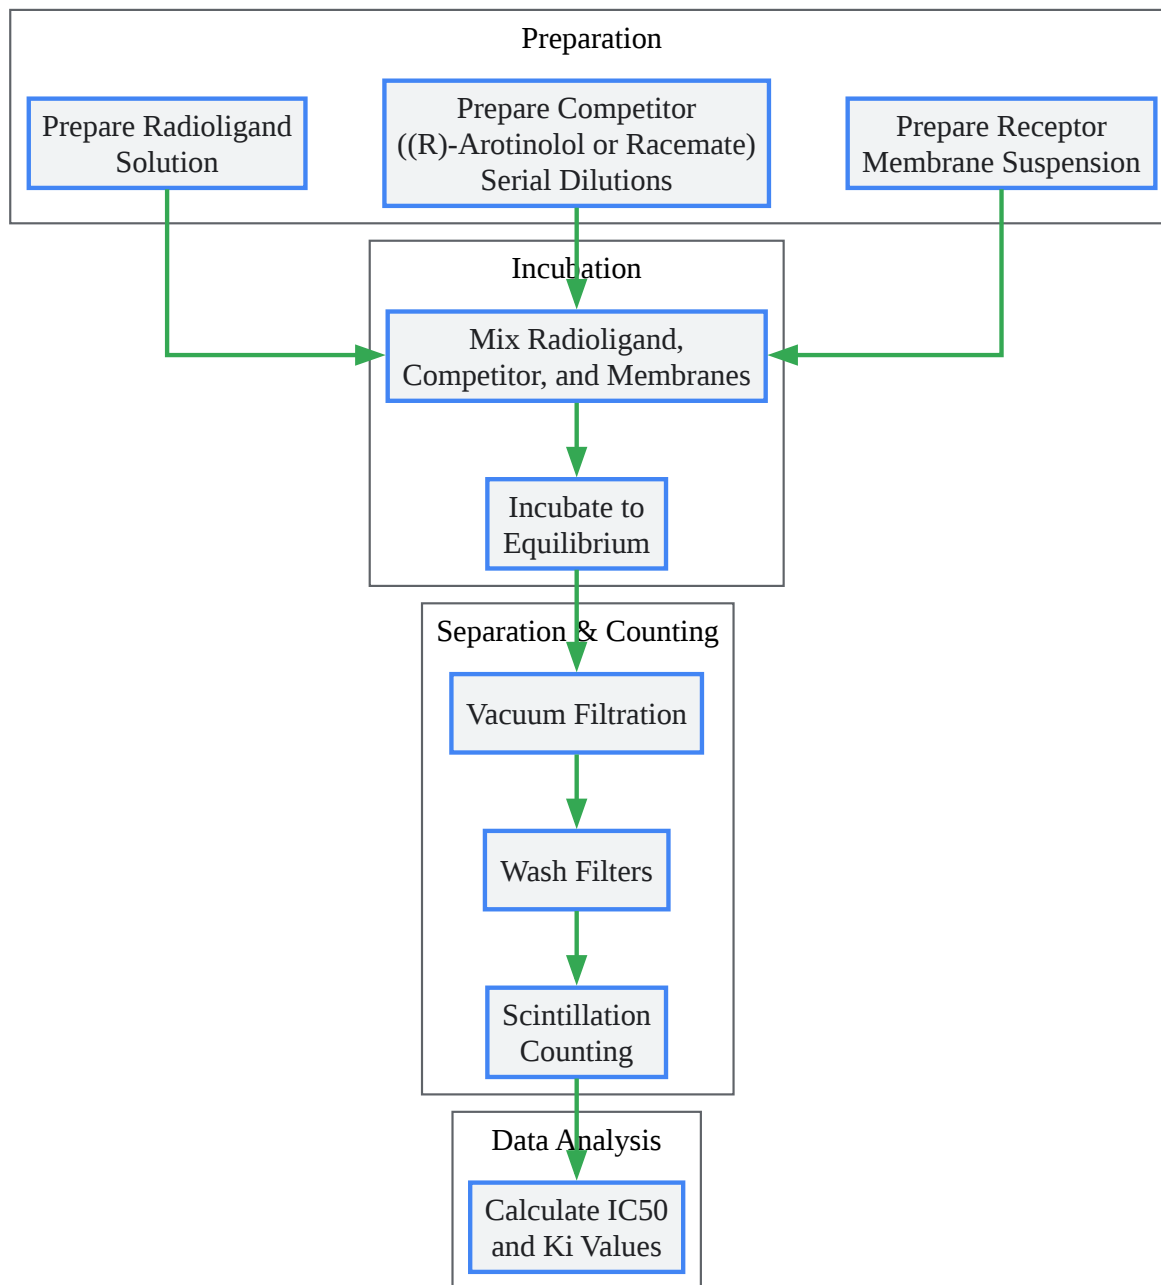 Preparation
Prepare Radioligand
Solution
Prepare Competitor
((R)-Arotinolol or Racemate)
Serial Dilutions
Prepare Receptor
Membrane Suspension
Incubation
Mix Radioligand,
Competitor, and Membranes
Incubate to
Equilibrium
Separation & Counting
Vacuum Filtration
Wash Filters
Scintillation
Counting
Data Analysis
Calculate IC50
and Ki Values